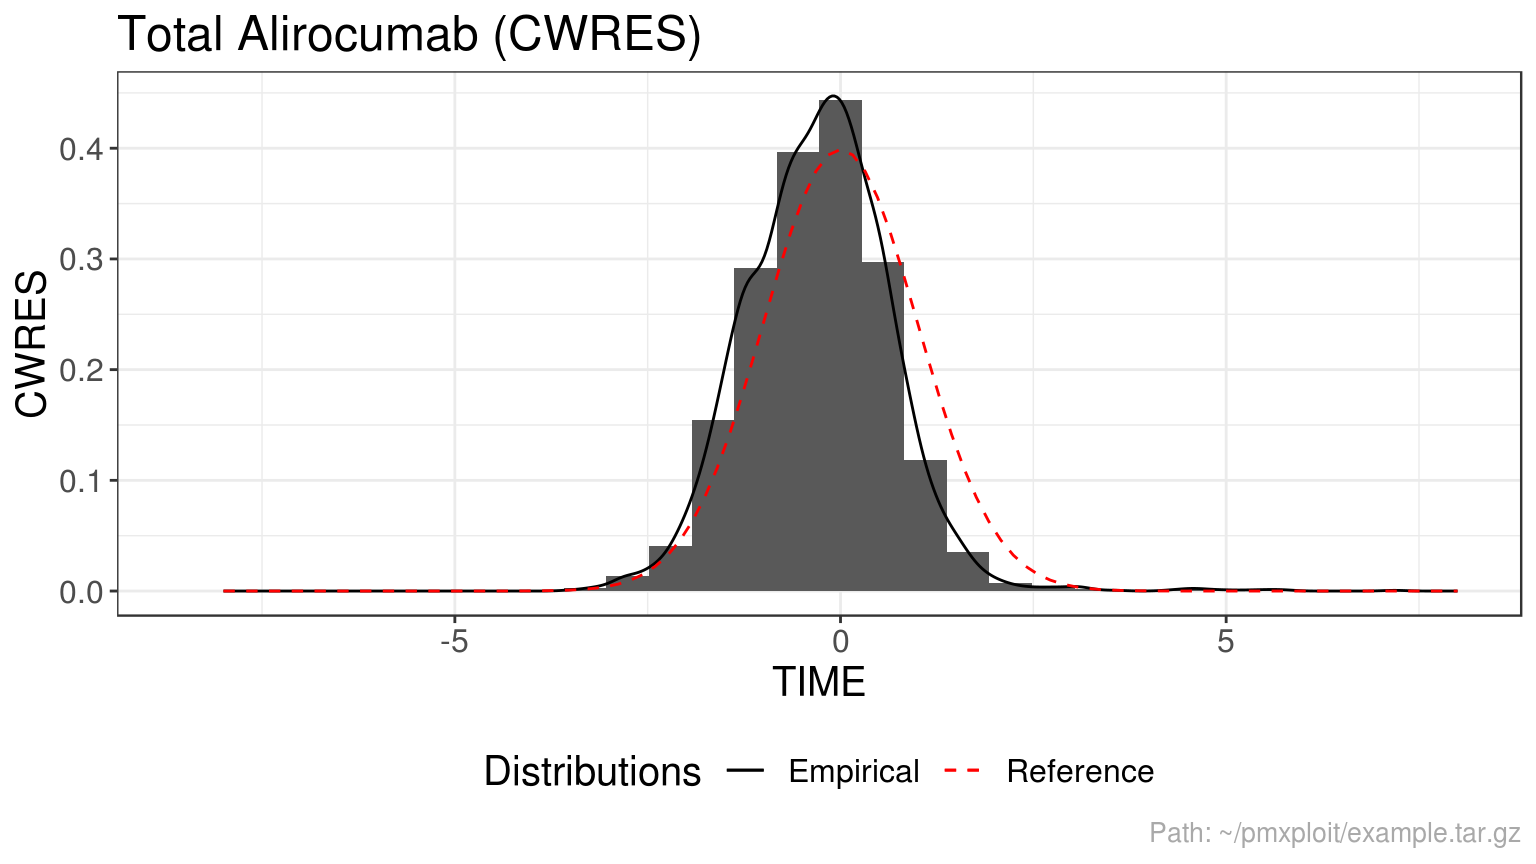 Total Alirocumab (CWRES)
CWRES
0.4
0.3
0.2
0.1
0.0
-5 0 5
TIME
Distributions Empirical Reference
Path: ~/pmxploit/example.tar.gz